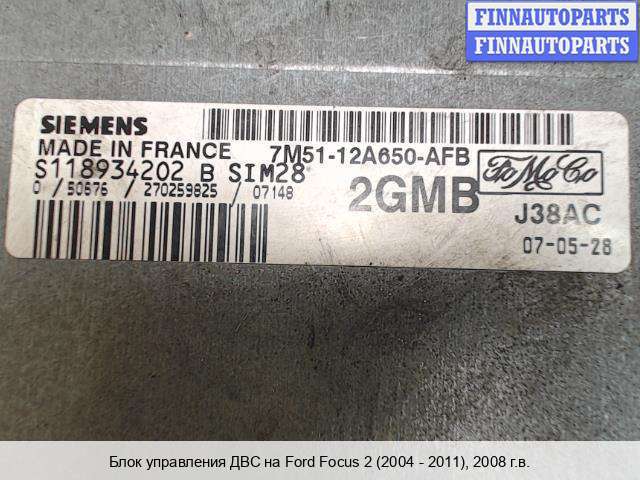 FINNAUTOPARTS
FINNAUTOPARTS
SIEMENS
MADE IN FRANCE 7M51-12A650-AFB
S118934202 B SIM28
0 / 50676 / 270259825 / 07148
2GMB
FoMoCo
J38AC
07-05-28
Блок управления ДВС на Ford Focus 2 (2004 - 2011), 2008 г.в.